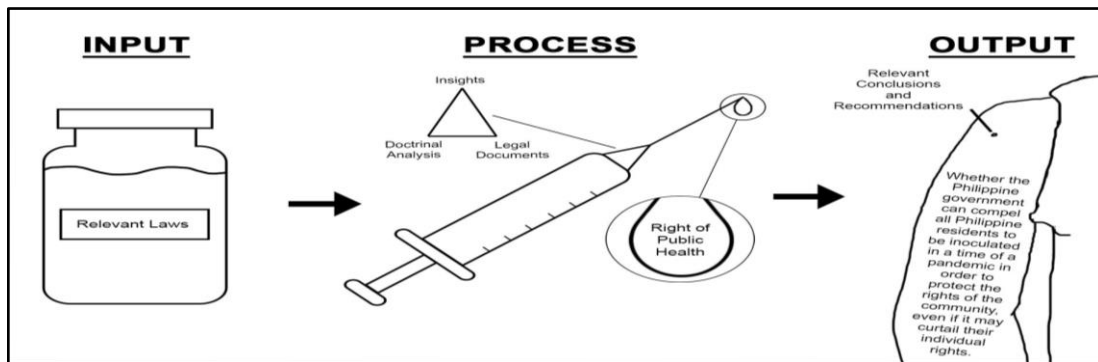 INPUT
PROCESS
OUTPUT
Relevant Laws
Insights
Doctrinal
Analysis
Legal
Documents
Right of
Public
Health
Relevant
Conclusions
and
Recommendations
Whether the
Philippine
government
can compel
all Philippine
residents to
be inoculated
in a time of a
pandemic in
order to
protect the
rights of the
community,
even if it may
curtail their
individual
rights.